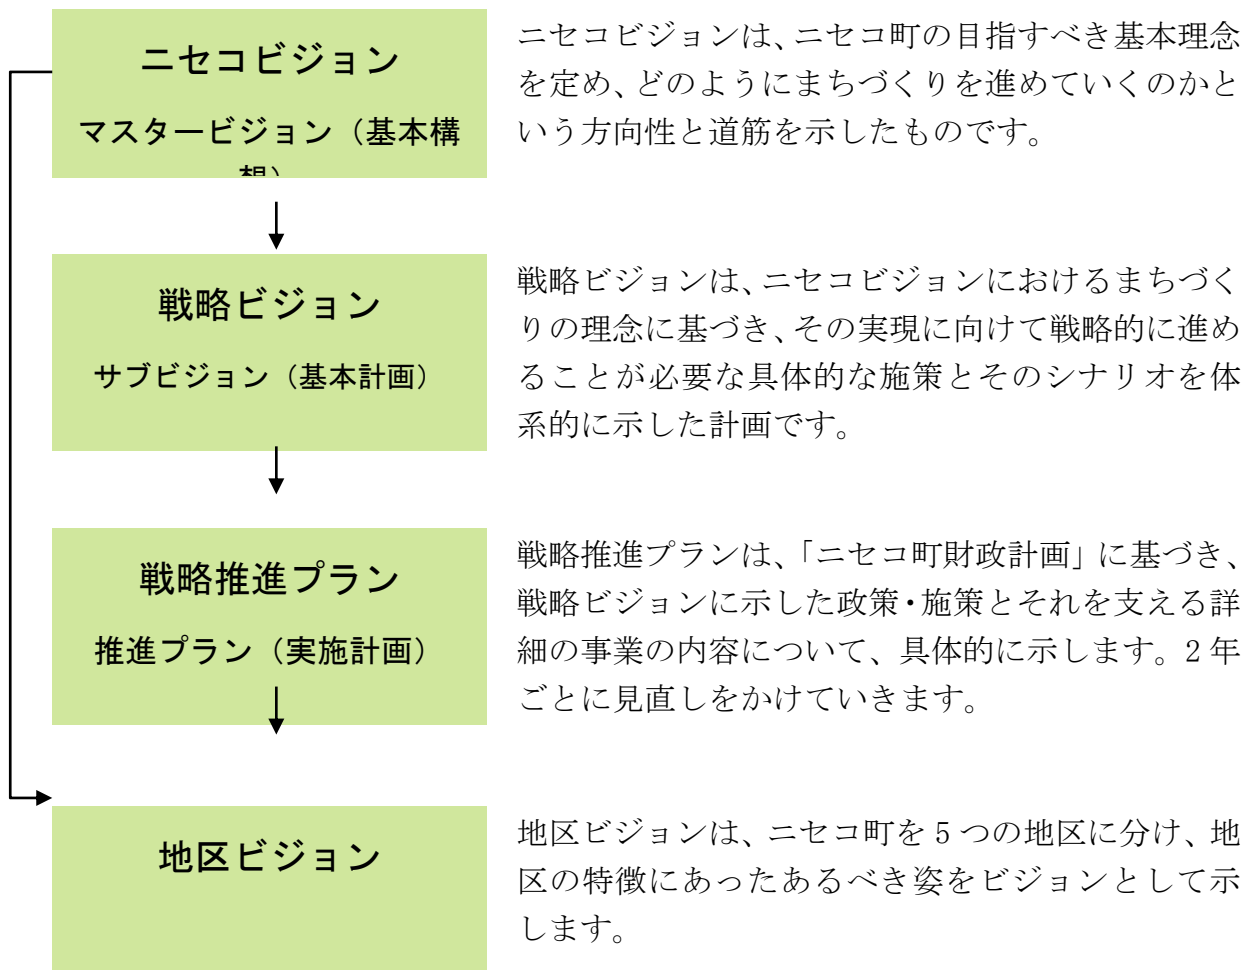 ニセコビジョン
マスタービジョン（基本構
想）
ニセコビジョンは、ニセコ町の目指すべき基本理念
を定め、どのようにまちづくりを進めていくのかと
いう方向性と道筋を示したものです。
戦略ビジョン
サブビジョン（基本計画）
戦略ビジョンは、ニセコビジョンにおけるまちづく
りの理念に基づき、その実現に向けて戦略的に進め
ることが必要な具体的な施策とそのシナリオを体
系的に示した計画です。
戦略推進プラン
推進プラン（実施計画）
戦略推進プランは、「ニセコ町財政計画」に基づき、
戦略ビジョンに示した政策・施策とそれを支える詳
細の事業の内容について、具体的に示します。2年
ごとに見直しをかけていきます。
地区ビジョン
地区ビジョンは、ニセコ町を5つの地区に分け、地
区の特徴にあったあるべき姿をビジョンとして示
します。